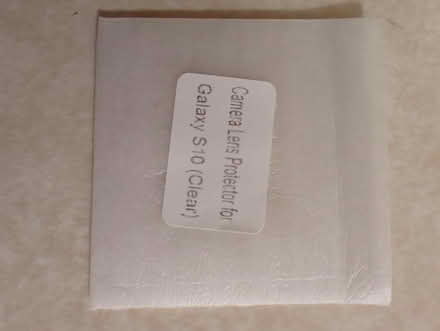 Camera Lens Protector for
Galaxy S10 (Clear)